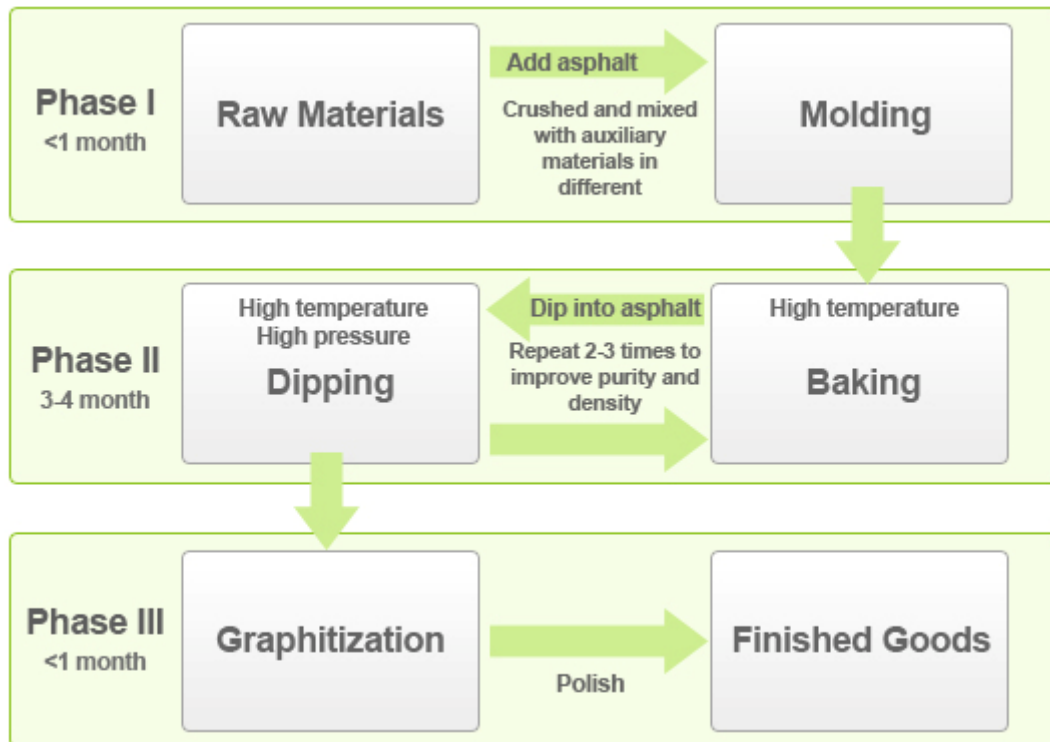 Phase I
<1 month
Raw Materials
Add asphalt
Crushed and mixed
with auxiliary
materials in
different
Molding
Phase II
3-4 month
High temperature
High pressure
Dipping
Dip into asphalt
Repeat 2-3 times to
improve purity and
density
High temperature
Baking
Phase III
<1 month
Graphitization
Polish
Finished Goods